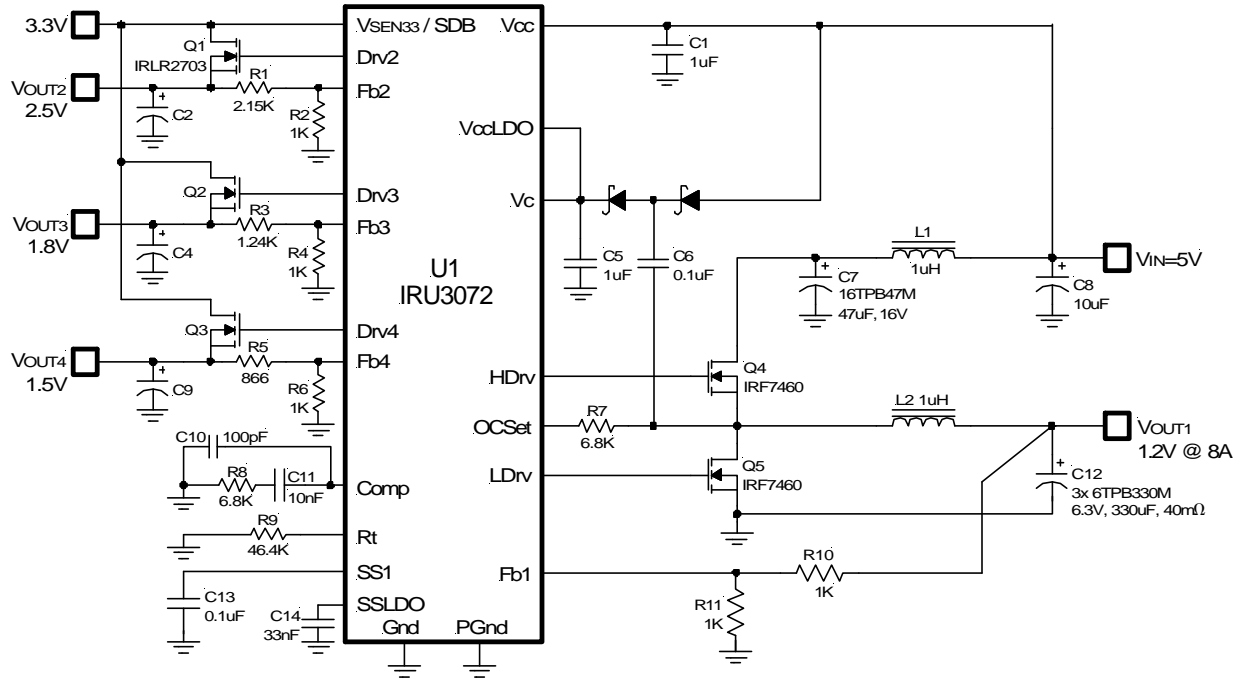 3.3V
VOUT2
2.5V
Q1
IRLR2703
R1
2.15K
C2
R2
1K
VOUT3
1.8V
Q2
R3
1.24K
C4
R4
1K
VOUT4
1.5V
Q3
R5
866
C9
R6
1K
C10
100pF
R8
6.8K
C11
10nF
R9
46.4K
C13
0.1uF
C14
33nF
VSEN33 / SDB
Drv2
Fb2
Drv3
Fb3
Drv4
Fb4
Comp
Rt
SS1
SSLDO
Gnd
PGnd
U1
IRU3072
Vcc
VccLDO
Vc
HDrv
OCSet
LDrv
Fb1
C1
1uF
C5
1uF
C6
0.1uF
L1
1uH
C7
16TPB47M
47uF, 16V
VIN=5V
C8
10uF
Q4
IRF7460
R7
6.8K
L2 1uH
VOUT1
1.2V @ 8A
Q5
IRF7460
C12
3x 6TPB330M
6.3V, 330uF, 40mΩ
R10
1K
R11
1K